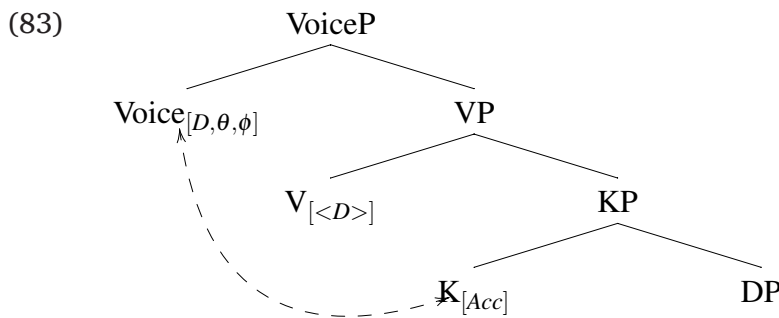 (83) VoiceP
Voice[D,θ,ϕ] VP
V[<D>] KP
K[Acc] DP